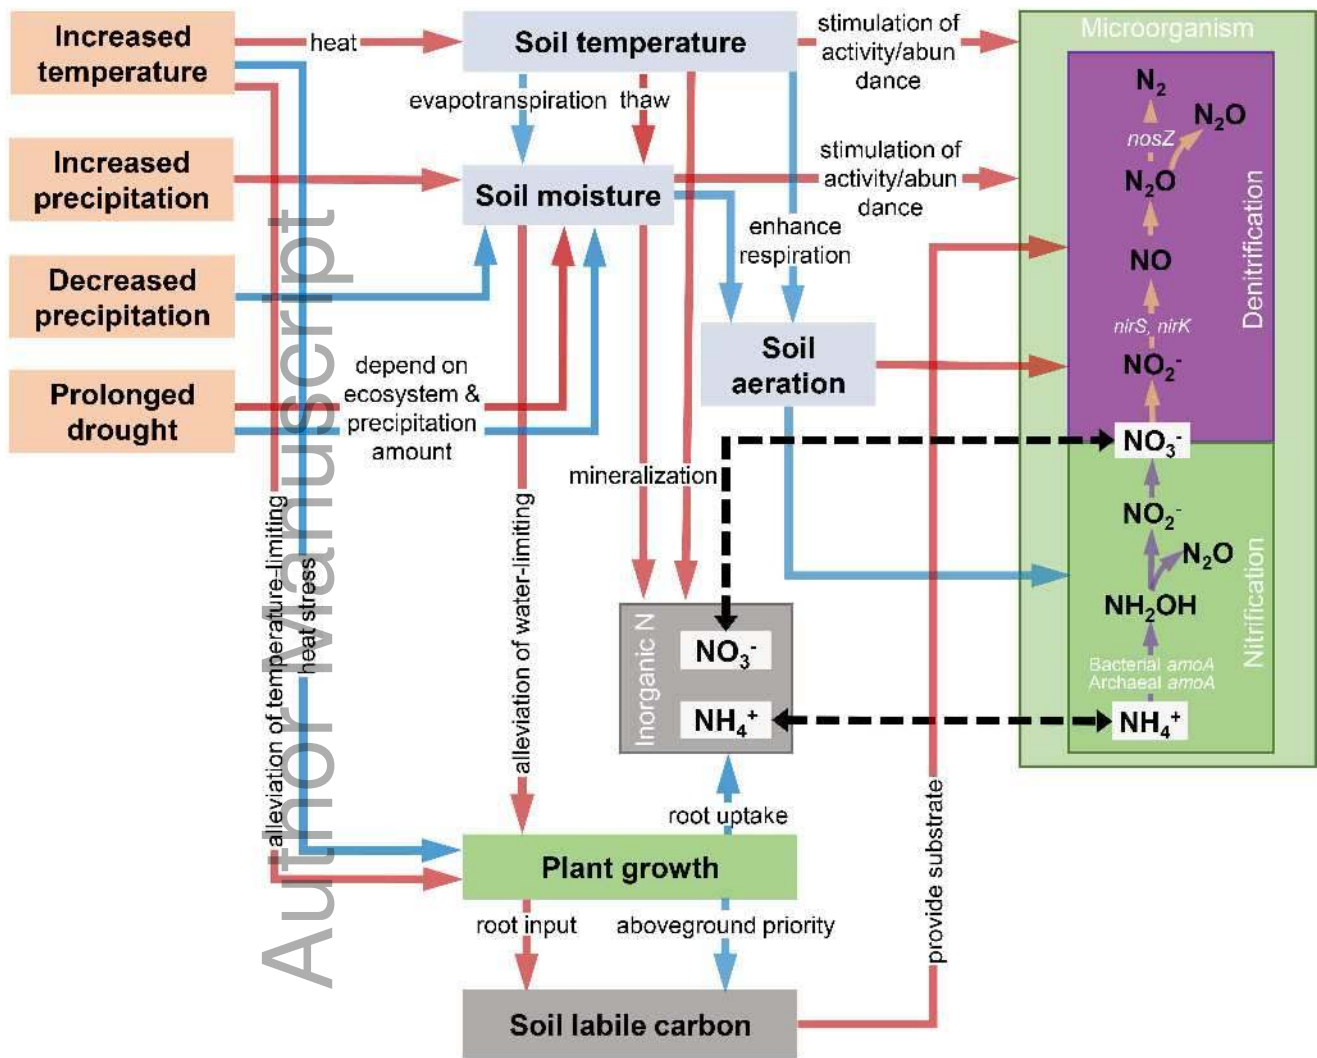 Increased
temperature
Increased
precipitation
Decreased
precipitation
Prolonged
drought
heat
Soil temperature
evapotranspiration
thaw
Soil moisture
stimulation of
activity/abun
dance
stimulation of
activity/abun
dance
enhance
respiration
Soil
aeration
depend on
ecosystem &
precipitation
amount
mineralization
alleviation of temperature-limiting
heat stress
alleviation of water-limiting
Inorganic N
NO₃⁻
NH₄⁺
root uptake
Plant growth
root input
aboveground priority
Soil labile carbon
provide substrate
Microorganism
Denitrification
N₂
N₂O
nosZ
N₂O
NO
nirS, nirK
NO₂⁻
NO₃⁻
Nitrification
NO₂⁻
N₂O
NH₂OH
Bacterial amoA
Archaeal amoA
NH₄⁺
Author Manuscript